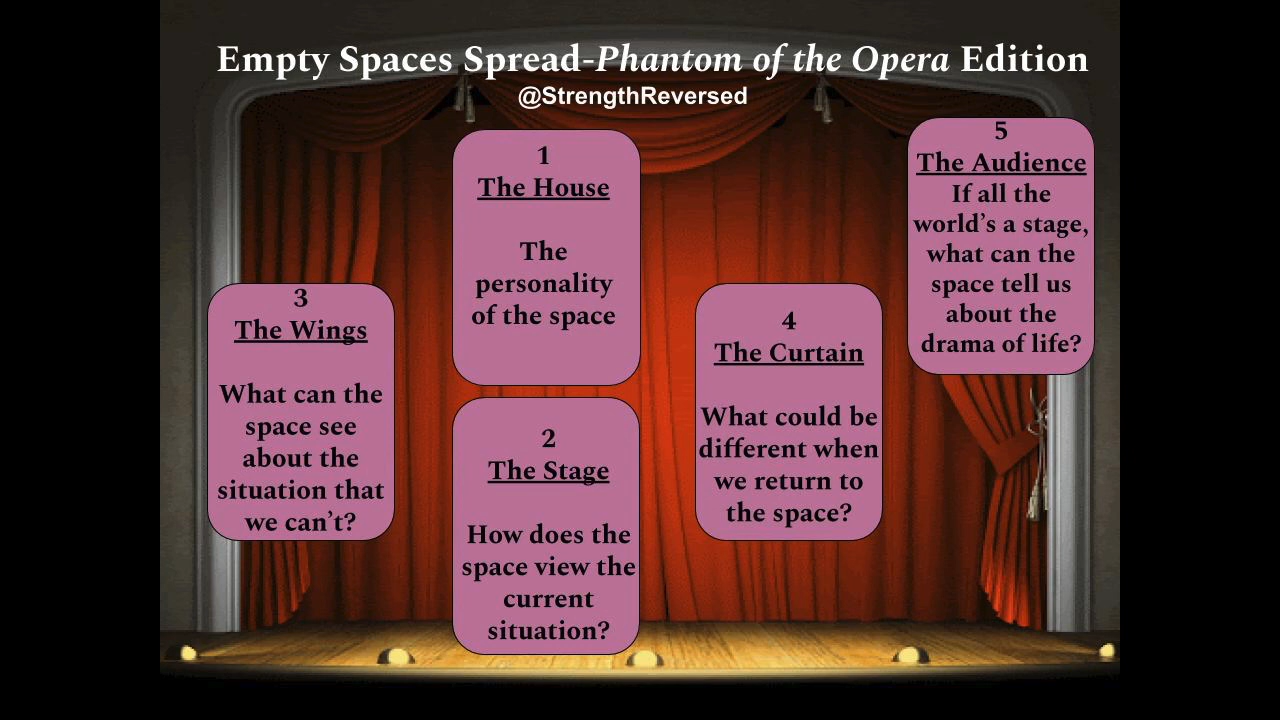 Empty Spaces Spread-Phantom of the Opera Edition
@StrengthReversed
1
The House
The
personality
of the space
2
The Stage
How does the
space view the
current
situation?
3
The Wings
What can the
space see
about the
situation that
we can't?
4
The Curtain
What could be
different when
we return to
the space?
5
The Audience
If all the
world's a stage,
what can the
space tell us
about the
drama of life?